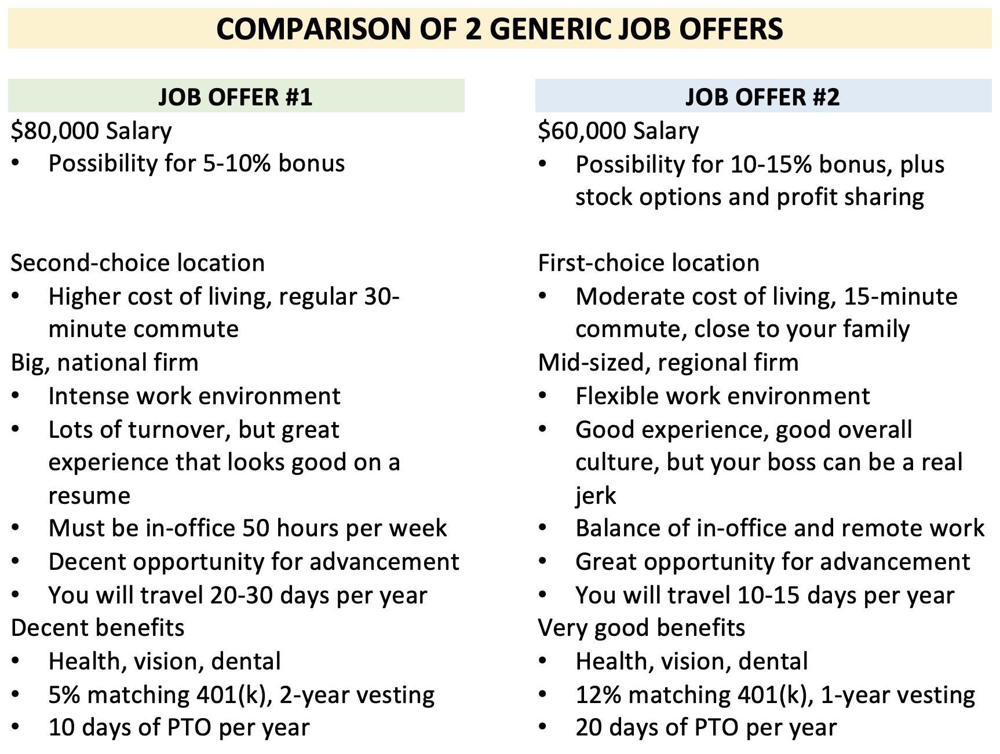 COMPARISON OF 2 GENERIC JOB OFFERS
JOB OFFER #1
$80,000 Salary
• Possibility for 5-10% bonus
Second-choice location
• Higher cost of living, regular 30-
minute commute
Big, national firm
• Intense work environment
• Lots of turnover, but great
experience that looks good on a
resume
• Must be in-office 50 hours per week
• Decent opportunity for advancement
• You will travel 20-30 days per year
Decent benefits
• Health, vision, dental
• 5% matching 401(k), 2-year vesting
• 10 days of PTO per year
JOB OFFER #2
$60,000 Salary
• Possibility for 10-15% bonus, plus
stock options and profit sharing
First-choice location
• Moderate cost of living, 15-minute
commute, close to your family
Mid-sized, regional firm
• Flexible work environment
• Good experience, good overall
culture, but your boss can be a real
jerk
• Balance of in-office and remote work
• Great opportunity for advancement
• You will travel 10-15 days per year
Very good benefits
• Health, vision, dental
• 12% matching 401(k), 1-year vesting
• 20 days of PTO per year